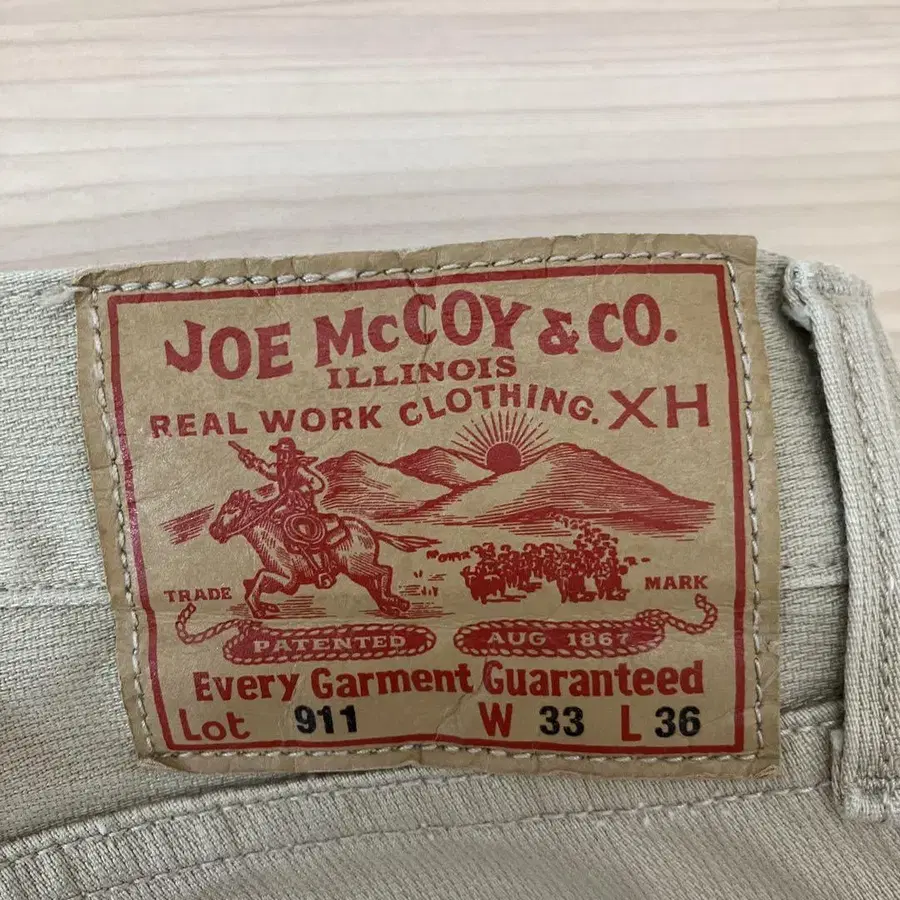 JOE McCOY & CO.
ILLINOIS
REAL WORK CLOTHING. XH
TRADE MARK
PATENTED AUG 1867
Every Garment Guaranteed
Lot 911 W 33 L 36